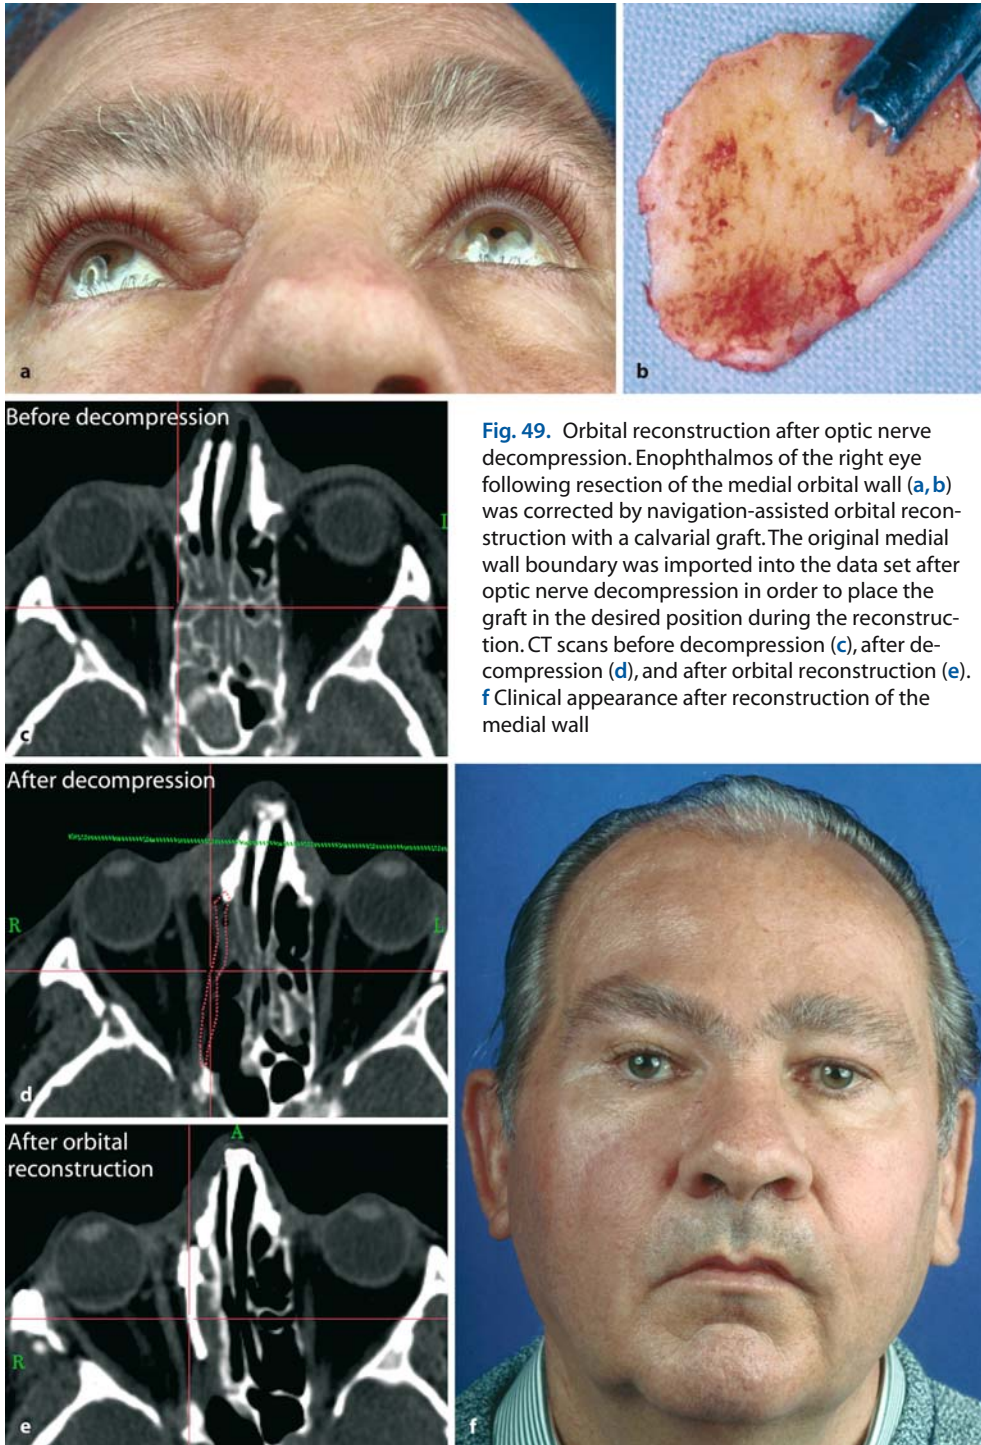 a
b
Before decompression
L
c
Fig. 49. Orbital reconstruction after optic nerve
decompression. Enophthalmos of the right eye
following resection of the medial orbital wall (a, b)
was corrected by navigation-assisted orbital recon-
struction with a calvarial graft. The original medial
wall boundary was imported into the data set after
optic nerve decompression in order to place the
graft in the desired position during the reconstruc-
tion. CT scans before decompression (c), after de-
compression (d), and after orbital reconstruction (e).
f Clinical appearance after reconstruction of the
medial wall
After decompression
R
L
d
After orbital
reconstruction
A
R
e
f